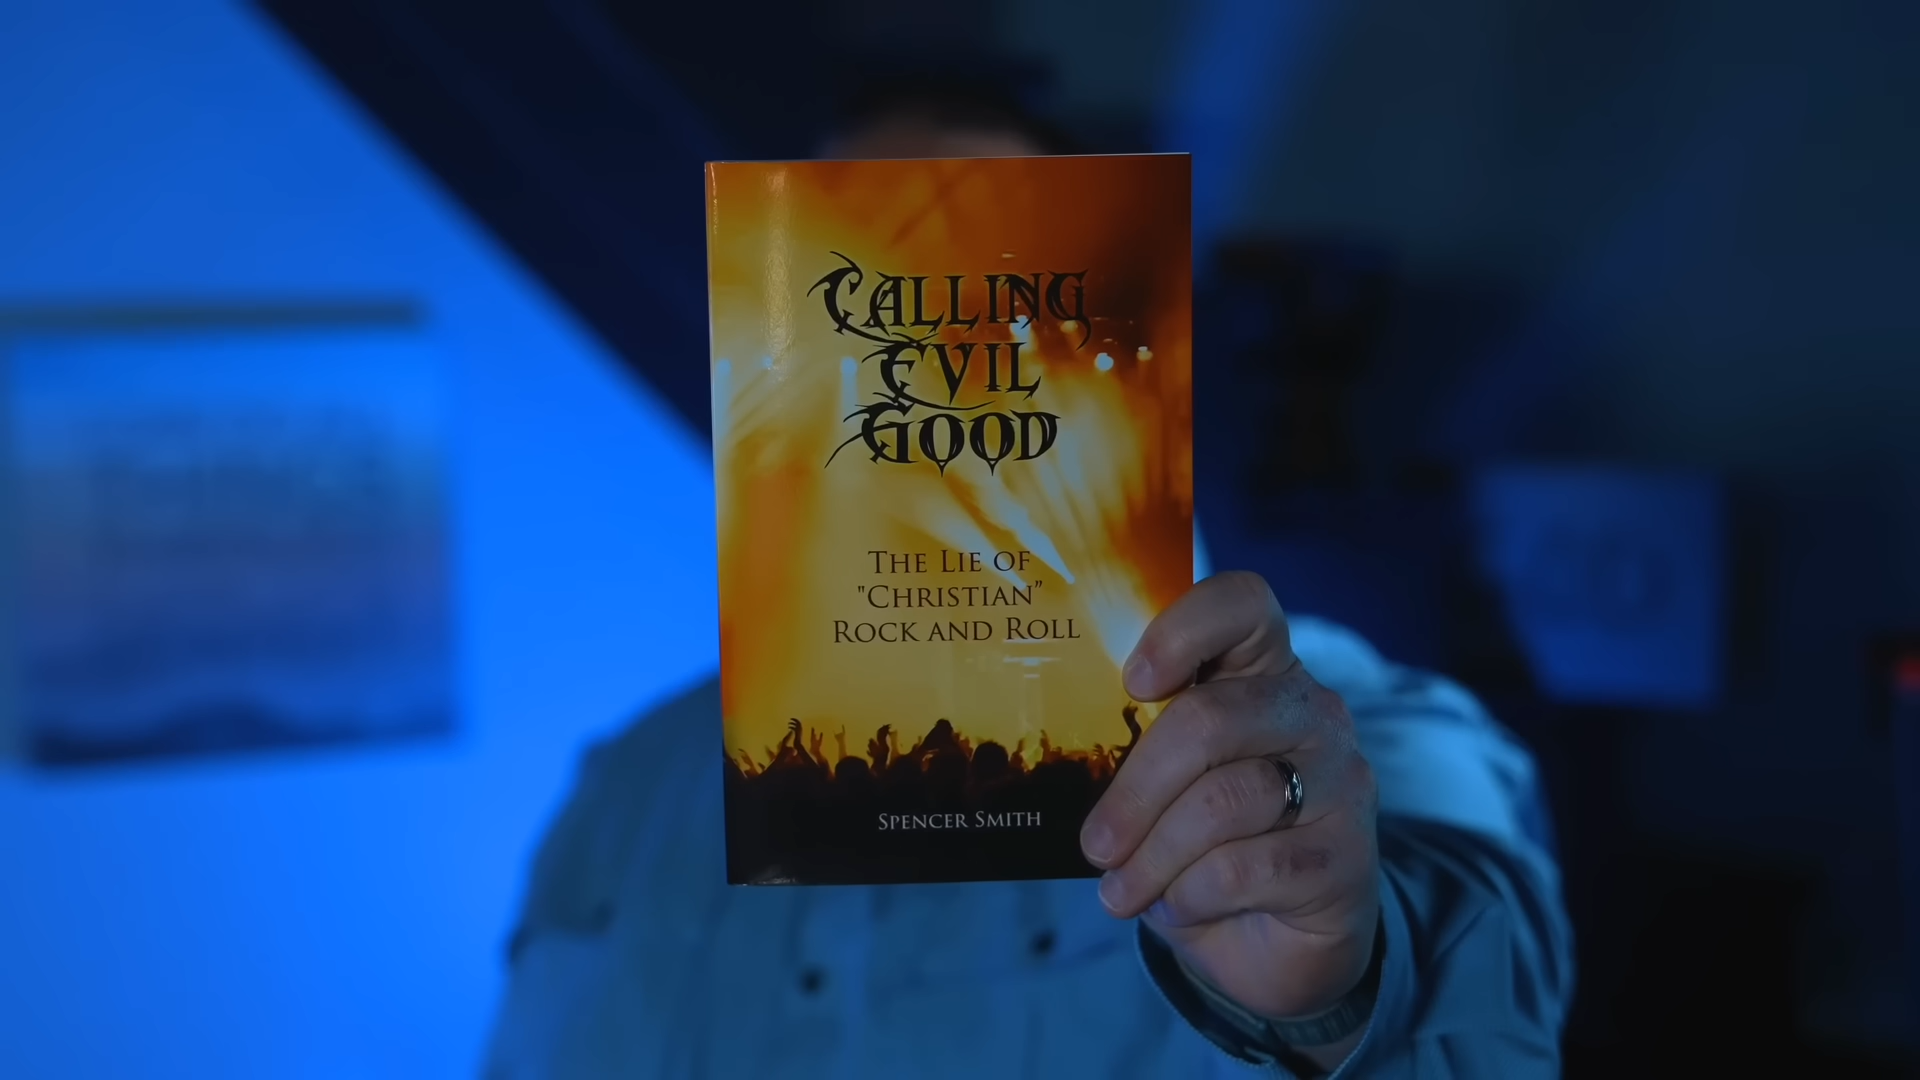 Calling
Evil
Good
The Lie of
"Christian"
Rock and Roll
Spencer Smith